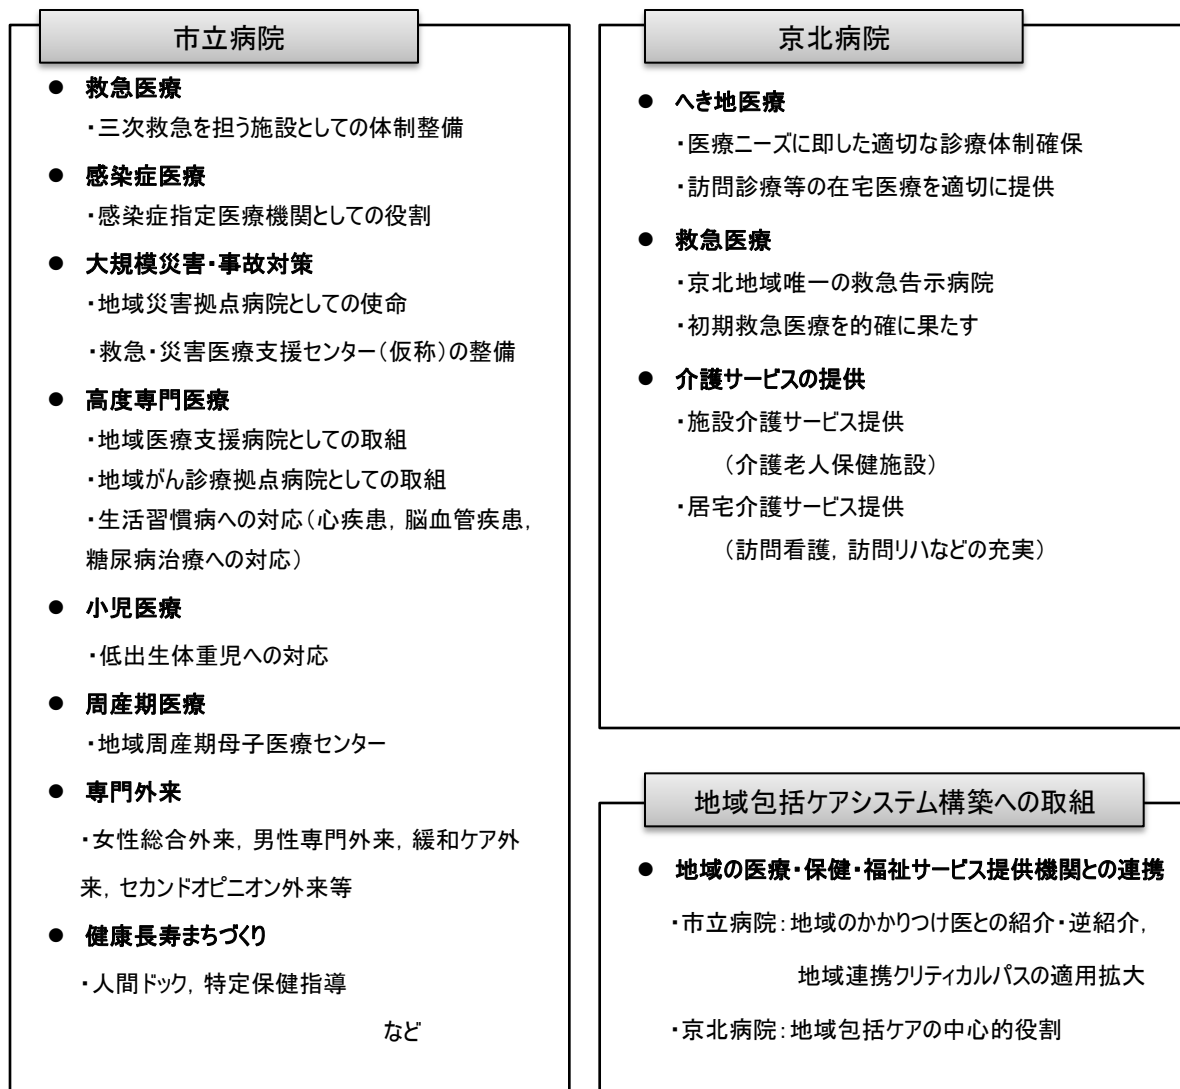 市立病院
● 救急医療
・三次救急を担う施設としての体制整備
● 感染症医療
・感染症指定医療機関としての役割
● 大規模災害・事故対策
・地域災害拠点病院としての使命
・救急・災害医療支援センター（仮称）の整備
● 高度専門医療
・地域医療支援病院としての取組
・地域がん診療拠点病院としての取組
・生活習慣病への対応（心疾患，脳血管疾患，
糖尿病治療への対応）
● 小児医療
・低出生体重児への対応
● 周産期医療
・地域周産期母子医療センター
● 専門外来
・女性総合外来，男性専門外来，緩和ケア外
来，セカンドオピニオン外来等
● 健康長寿まちづくり
・人間ドック，特定保健指導
など
京北病院
● へき地医療
・医療ニーズに即した適切な診療体制確保
・訪問診療等の在宅医療を適切に提供
● 救急医療
・京北地域唯一の救急告示病院
・初期救急医療を的確に果たす
● 介護サービスの提供
・施設介護サービス提供
（介護老人保健施設）
・居宅介護サービス提供
（訪問看護，訪問リハなどの充実）
地域包括ケアシステム構築への取組
● 地域の医療・保健・福祉サービス提供機関との連携
・市立病院：地域のかかりつけ医との紹介・逆紹介，
地域連携クリティカルパスの適用拡大
・京北病院：地域包括ケアの中心的役割